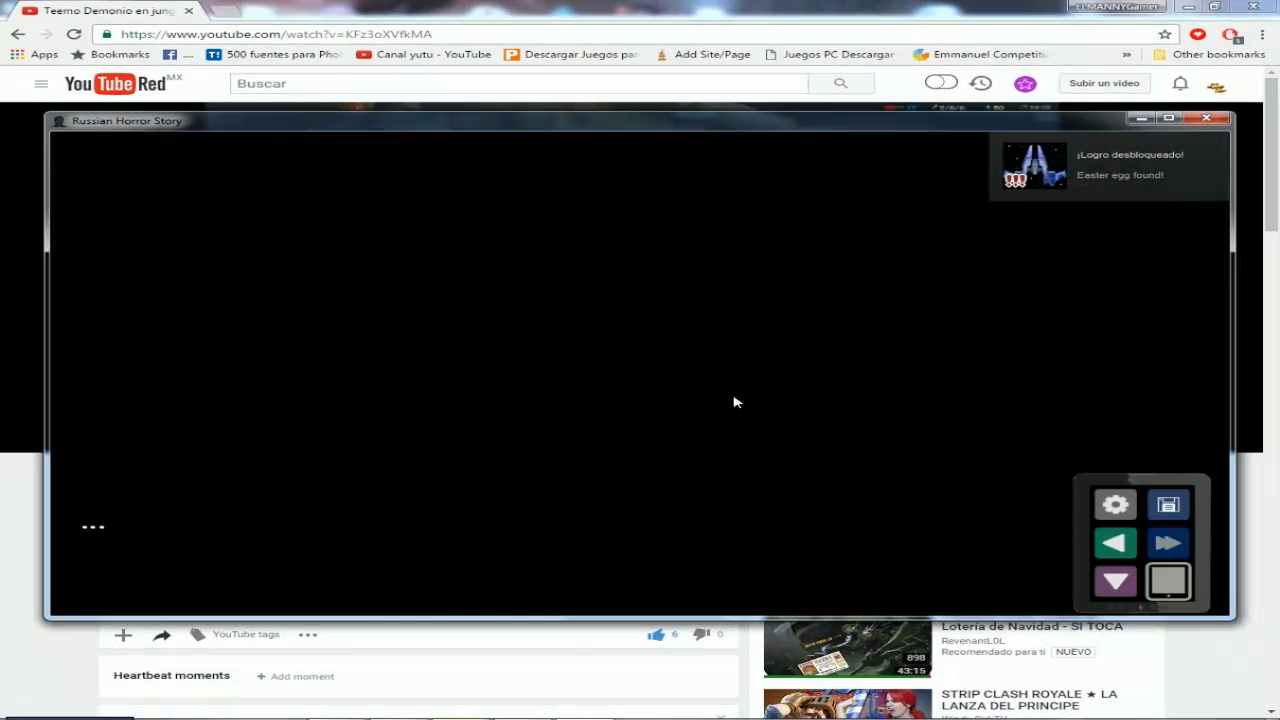 Teemo Demonio en jung
ELMANNYGamer
https://www.youtube.com/watch?v=KFz3oXVfkMA
Apps Bookmarks ... 500 fuentes para Pho Canal yutu - YouTube Descargar Juegos pa Add Site/Page Juegos PC Descargar Emmanuel Competiti » Other bookmarks
YouTube Red MX
Buscar
Subir un vídeo
Russian Horror Story
¡Logro desbloqueado!
Easter egg found!
...
YouTube tags
6
0
Heartbeat moments
Add moment
898
43:15
Lotería de Navidad - SI TOCA
RevenantL0L
Recomendado para ti NUEVO
STRIP CLASH ROYALE ★ LA
LANZA DEL PRINCIPE